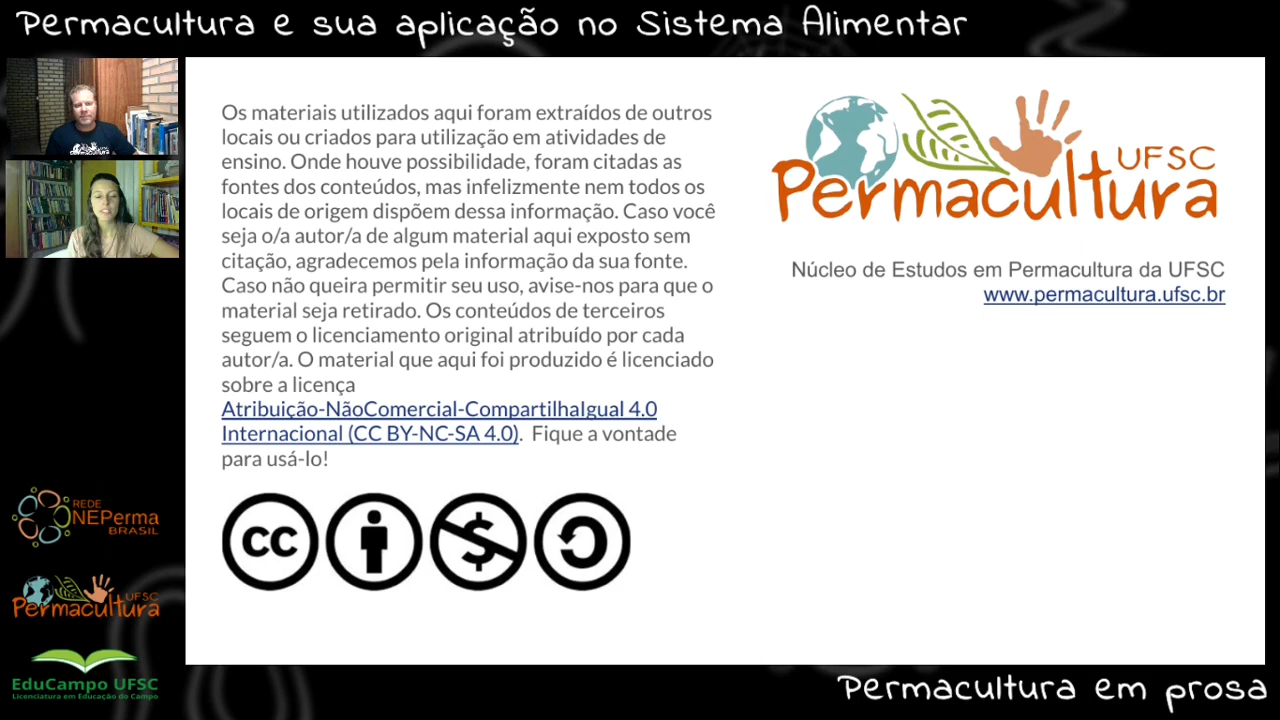 Permacultura e sua aplicação no Sistema Alimentar
Os materiais utilizados aqui foram extraídos de outros
locais ou criados para utilização em atividades de
ensino. Onde houve possibilidade, foram citadas as
fontes dos conteúdos, mas infelizmente nem todos os
locais de origem dispõem dessa informação. Caso você
seja o/a autor/a de algum material aqui exposto sem
citação, agradecemos pela informação da sua fonte.
Caso não queira permitir seu uso, avise-nos para que o
material seja retirado. Os conteúdos de terceiros
seguem o licenciamento original atribuído por cada
autor/a. O material que aqui foi produzido é licenciado
sobre a licença
Atribuição-NãoComercial-CompartilhaIgual 4.0
Internacional (CC BY-NC-SA 4.0). Fique a vontade
para usá-lo!
cc
$
UFSC
Permacultura
Núcleo de Estudos em Permacultura da UFSC
www.permacultura.ufsc.br
REDE
NEPerma
BRASIL
UFSC
Permacultura
EduCampo UFSC
Licenciatura em Educação do Campo
Permacultura em prosa